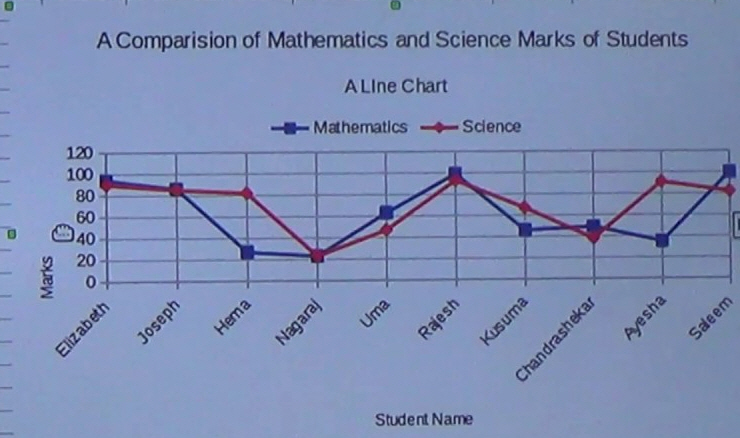 A Comparision of Mathematics and Science Marks of Students
A LIne Chart
Mathematics Science
120
100
80
60
40
20
0
Marks
Elizabeth
Joseph
Hema
Nagaraj
Uma
Rajesh
Kusuma
Chandrashekar
Ayesha
Saleem
Student Name